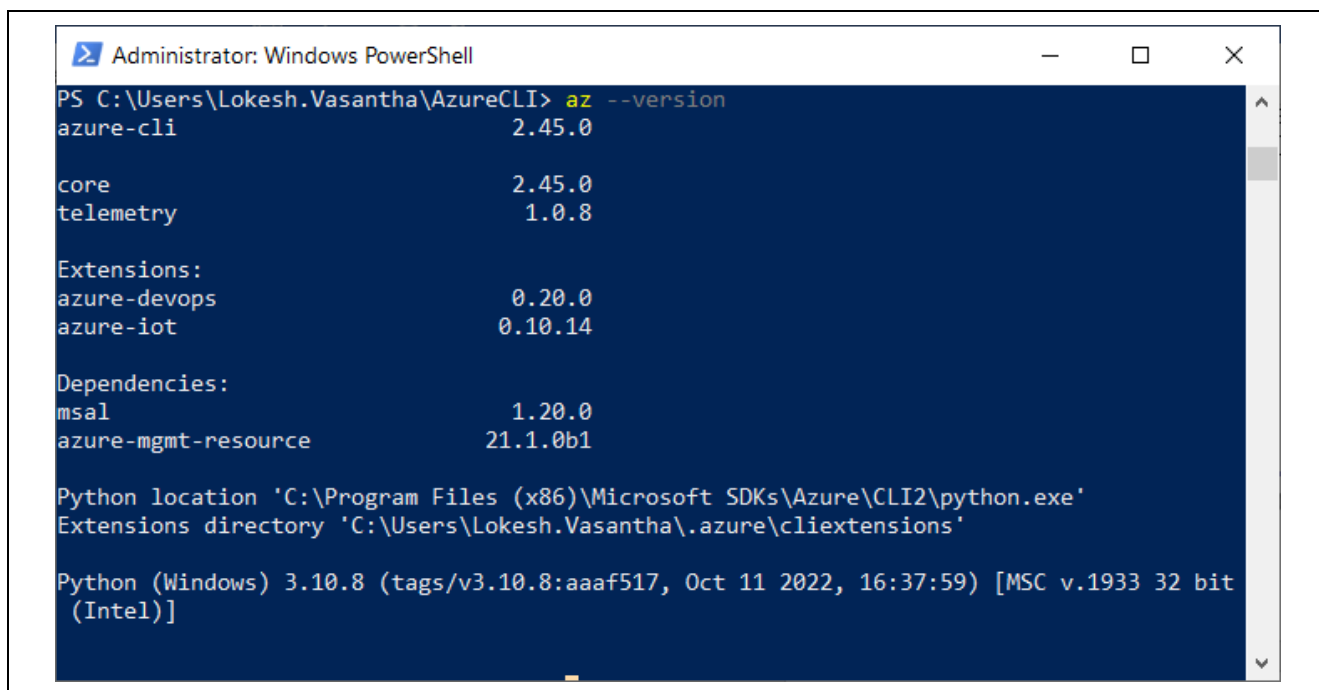 Administrator: Windows PowerShell
PS C:\Users\Lokesh.Vasantha\AzureCLI> az --version
azure-cli 2.45.0
core 2.45.0
telemetry 1.0.8
Extensions:
azure-devops 0.20.0
azure-iot 0.10.14
Dependencies:
msal 1.20.0
azure-mgmt-resource 21.1.0b1
Python location 'C:\Program Files (x86)\Microsoft SDKs\Azure\CLI2\python.exe'
Extensions directory 'C:\Users\Lokesh.Vasantha\.azure\cliextensions'
Python (Windows) 3.10.8 (tags/v3.10.8:aaaf517, Oct 11 2022, 16:37:59) [MSC v.1933 32 bit
(Intel)]